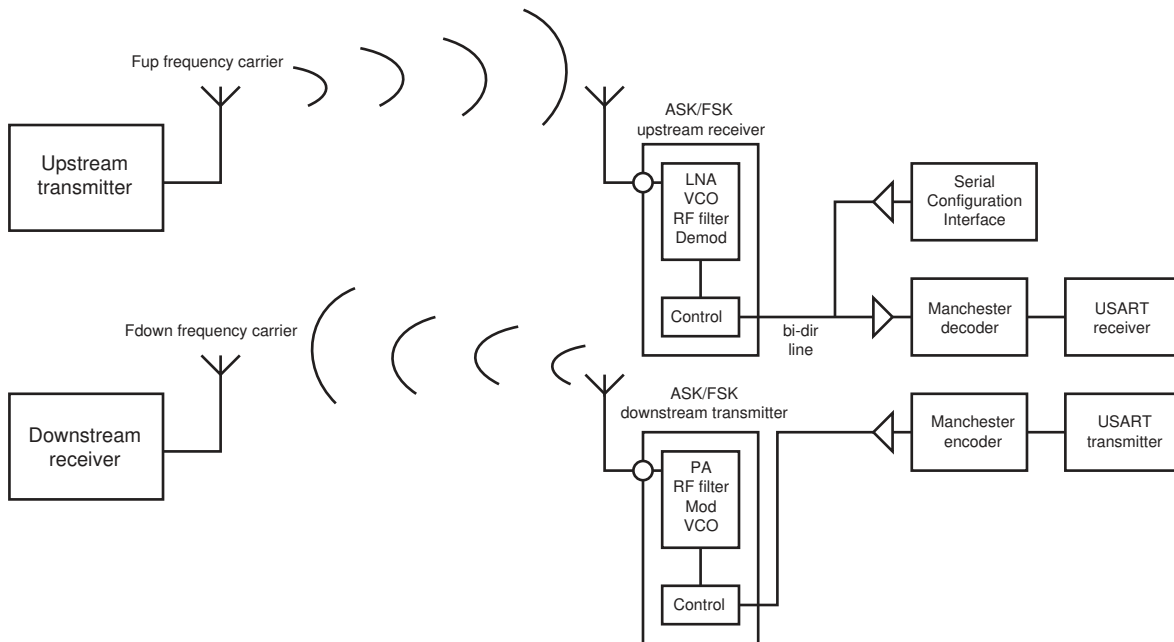 Fup frequency carrier
Upstream
transmitter
ASK/FSK
upstream receiver
LNA
VCO
RF filter
Demod
Control
bi-dir
line
Serial
Configuration
Interface
Manchester
decoder
USART
receiver
Fdown frequency carrier
Downstream
receiver
ASK/FSK
downstream transmitter
PA
RF filter
Mod
VCO
Control
Manchester
encoder
USART
transmitter